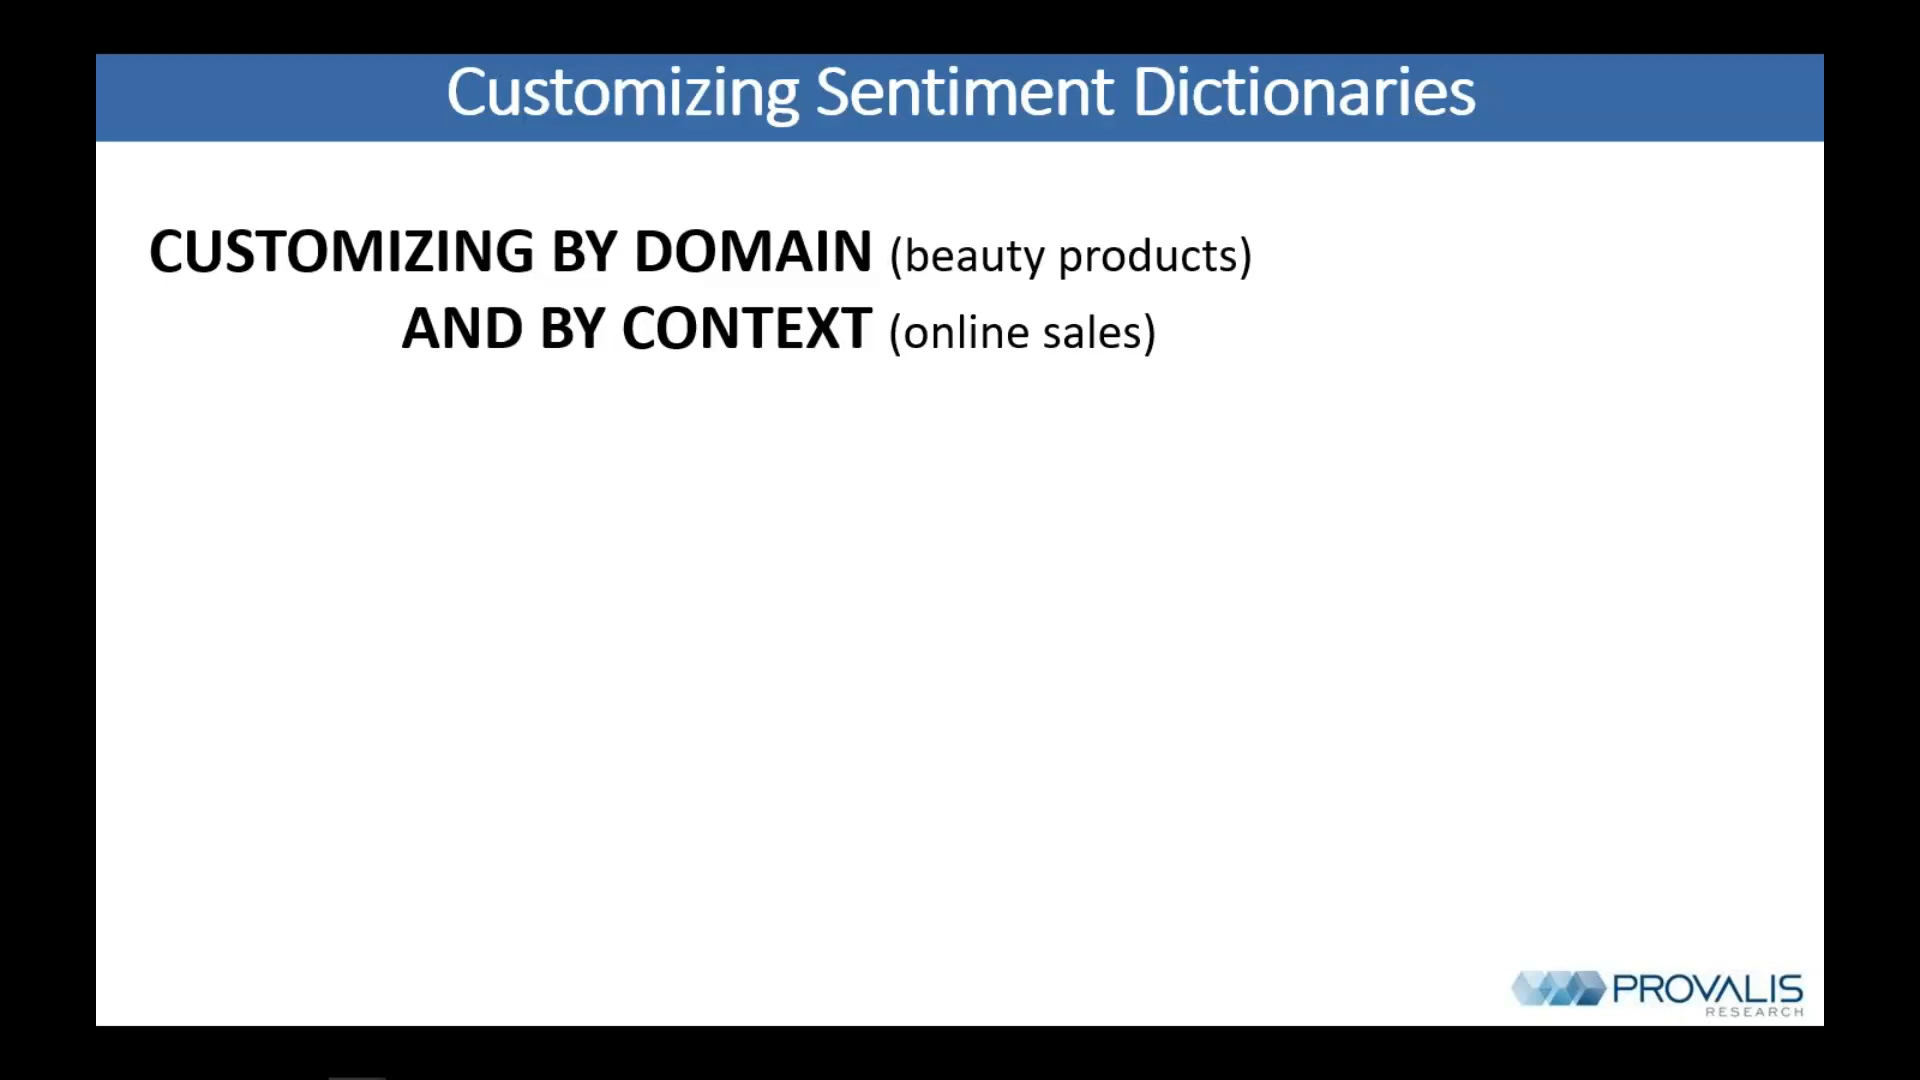 Customizing Sentiment Dictionaries
CUSTOMIZING BY DOMAIN (beauty products)
AND BY CONTEXT (online sales)
PROVALIS
RESEARCH